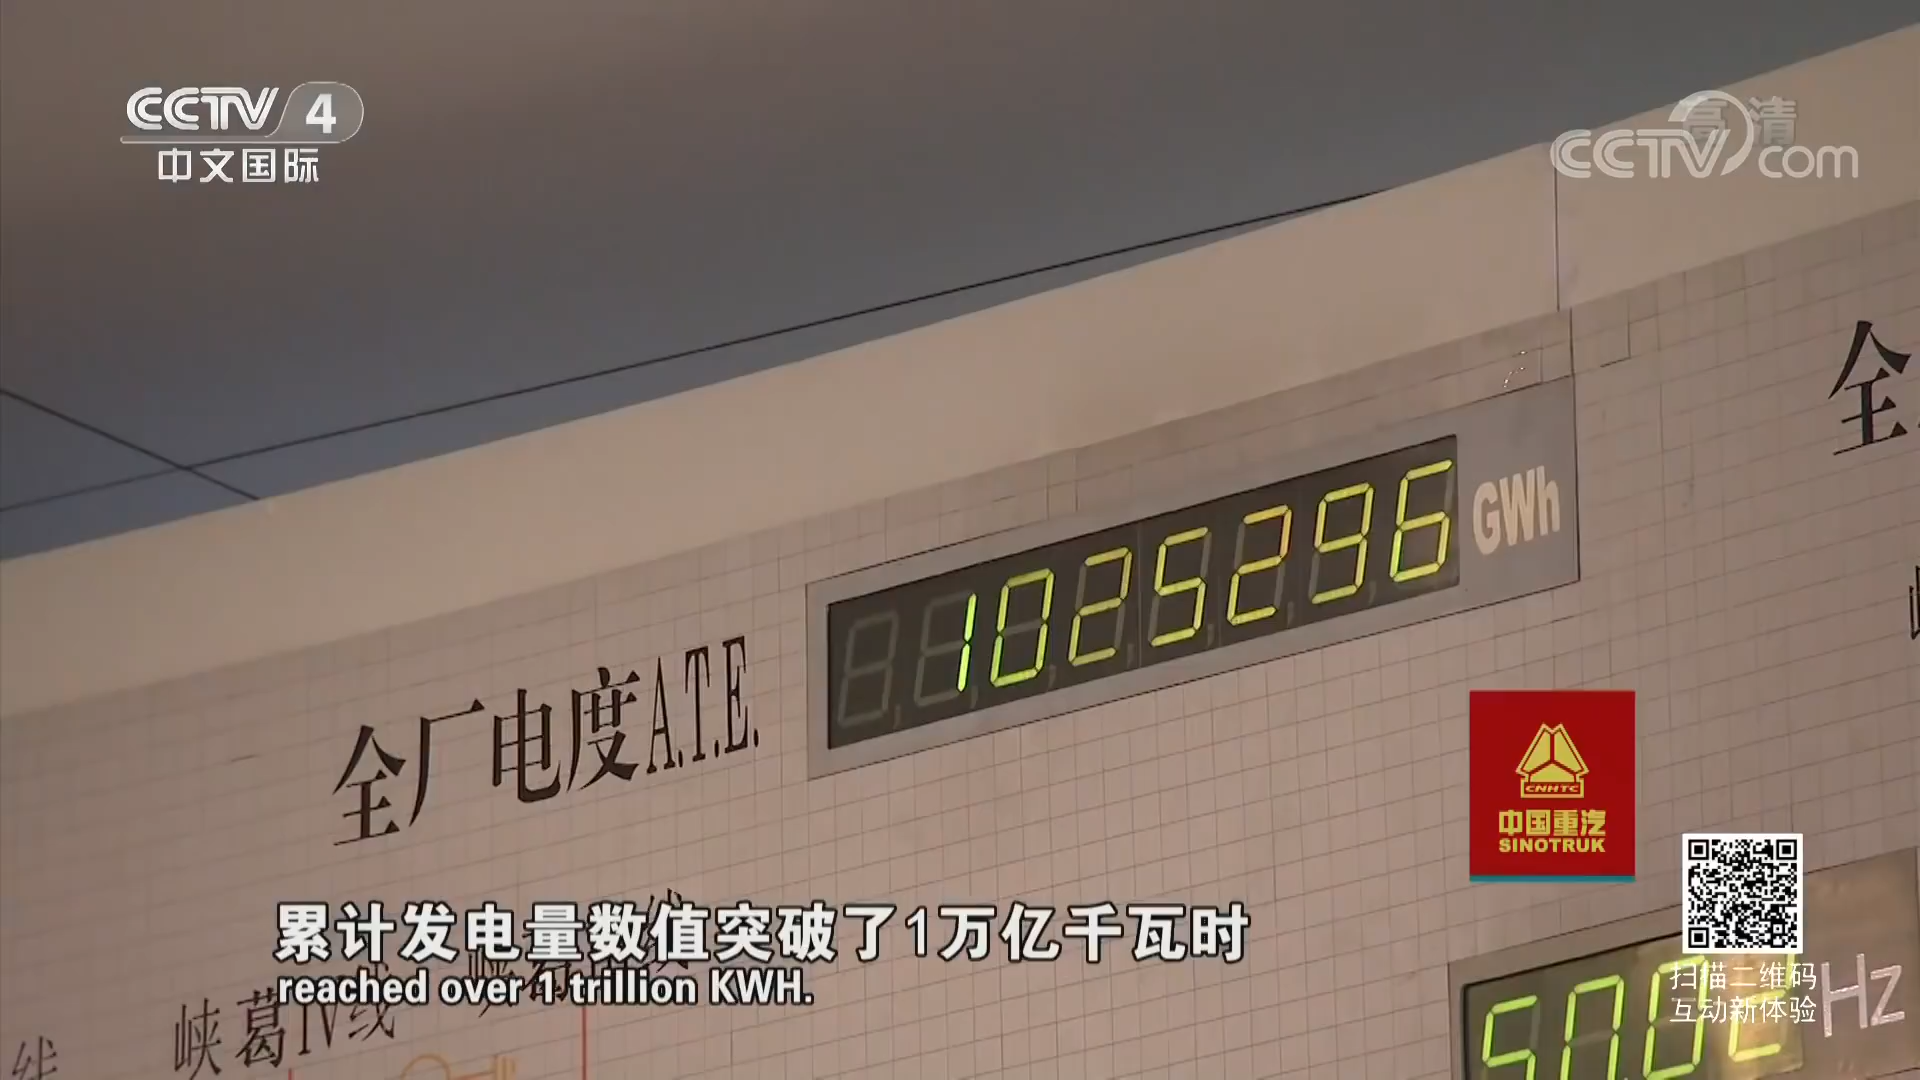 CCTV 4
中文国际
高清
CCTV com
全
1025296 GWh
全厂电度A.T.E.
CNHTC
中国重汽
SINOTRUK
累计发电量数值突破了1万亿千瓦时
reached over 1 trillion KWH.
峡葛IV线
线
扫描二维码
互动新体验
Hz